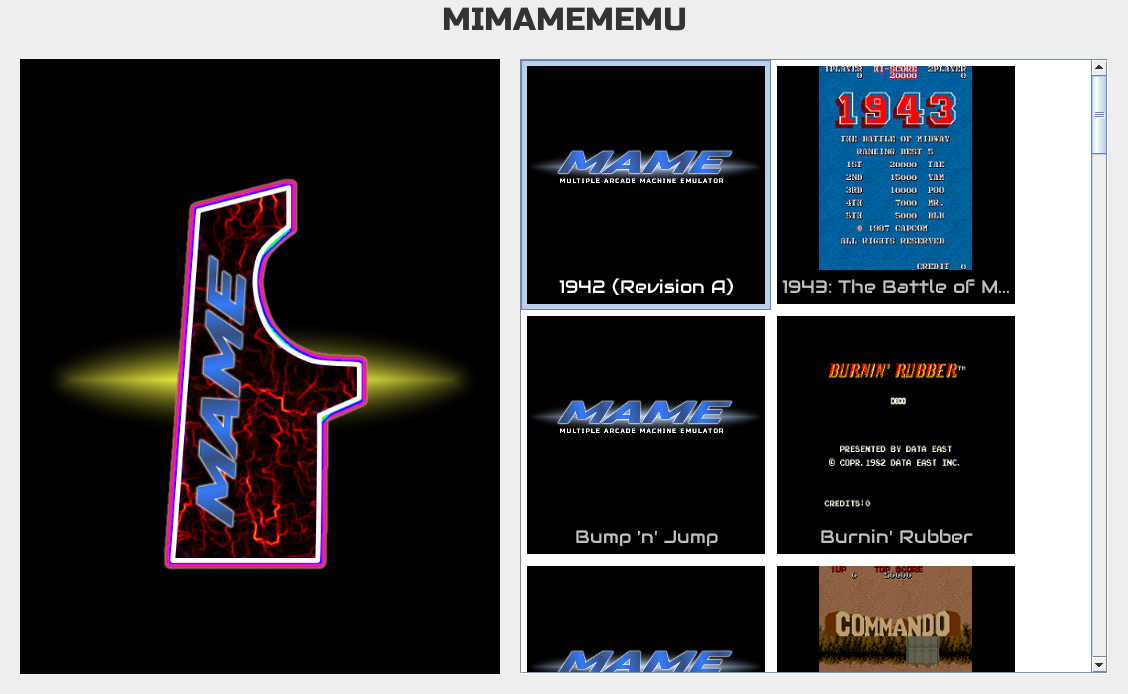 MIMAMEMEMU
MAME
MAME
MULTIPLE ARCADE MACHINE EMULATOR
1942 (Revision A)
1PLAYER HI-SCORE 2PLAYER
0 20000 0
1943
THE BATTLE OF MIDWAY
RANKING BEST 5
1ST 20000 TAE
2ND 15000 YAM
3RD 10000 POO
4TH 7000 MR.
5TH 5000 BLB
© 1987 CAPCOM
ALL RIGHTS RESERVED
CREDIT 0
1943: The Battle of M...
MAME
MULTIPLE ARCADE MACHINE EMULATOR
Bump 'n' Jump
BURNIN' RUBBER™
DECO
PRESENTED BY DATA EAST
© COPR.1982 DATA EAST INC.
CREDITS:0
Burnin' Rubber
MAME
1UP TOP SCORE
0 50000
COMMANDO